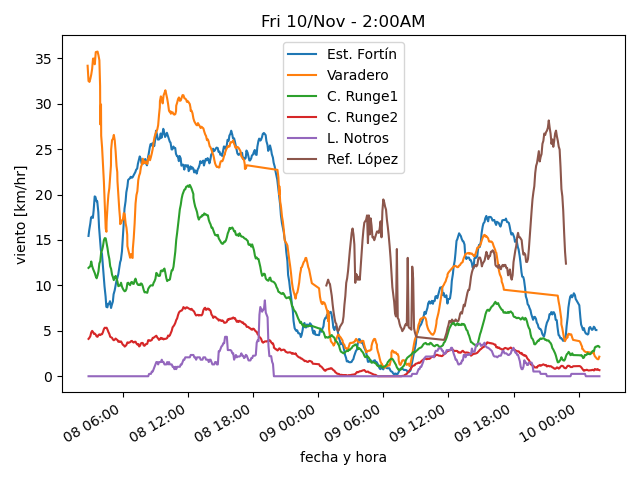 Fri 10/Nov - 2:00AM
Est. Fortín
Varadero
C. Runge1
C. Runge2
L. Notros
Ref. López
viento [km/hr]
35
30
25
20
15
10
5
0
08 06:00
08 12:00
08 18:00
09 00:00
09 06:00
09 12:00
09 18:00
10 00:00
fecha y hora